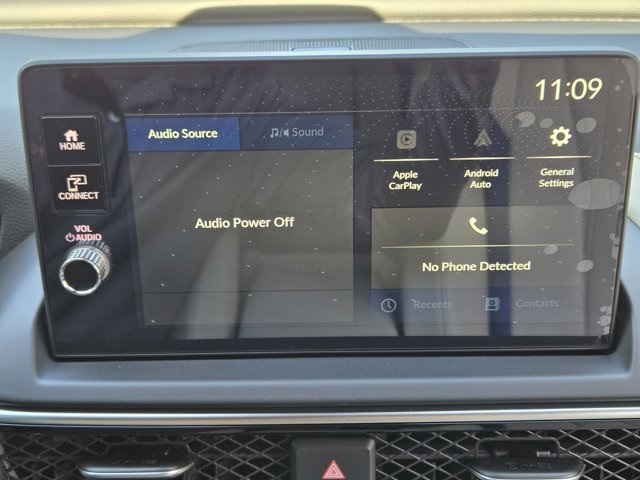 11:09
HOME
CONNECT
VOL
AUDIO
Audio Source
Sound
Audio Power Off
Apple
CarPlay
Android
Auto
General
Settings
No Phone Detected
Recents
Contacts